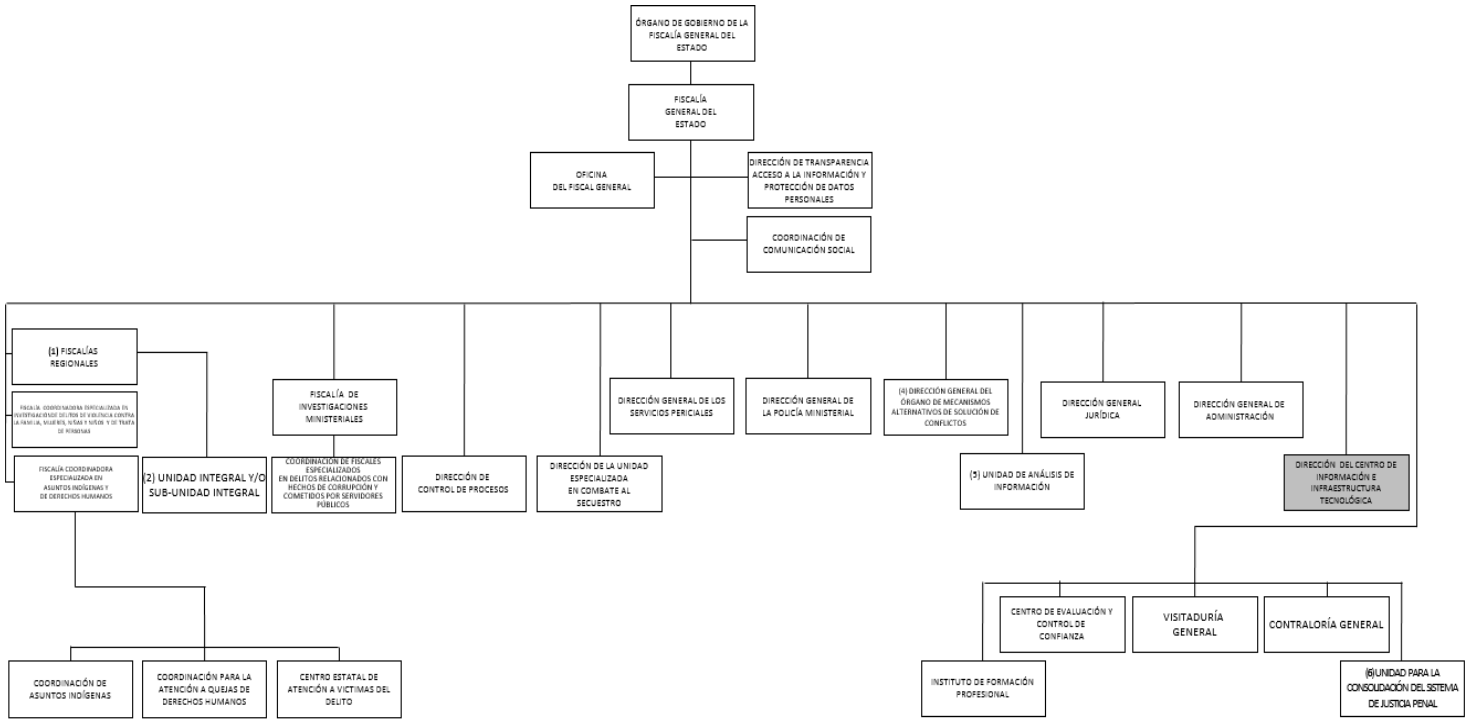 ÓRGANO DE GOBIERNO DE LA
FISCALÍA GENERAL DEL
ESTADO
FISCALÍA
GENERAL DEL
ESTADO
OFICINA
DEL FISCAL GENERAL
DIRECCIÓN DE TRANSPARENCIA
ACCESO A LA INFORMACIÓN Y
PROTECCIÓN DE DATOS
PERSONALES
COORDINACIÓN DE
COMUNICACIÓN SOCIAL
(1) FISCALÍAS
REGIONALES
FISCALÍA COORDINADORA ESPECIALIZADA EN
INVESTIGACIÓN DE DELITOS DE VIOLENCIA CONTRA
LA FAMILIA, MUJERES, NIÑAS Y NIÑOS Y DE TRATA
DE PERSONAS
FISCALÍA COORDINADORA
ESPECIALIZADA EN
ASUNTOS INDÍGENAS Y
DE DERECHOS HUMANOS
(2) UNIDAD INTEGRAL Y/O
SUB-UNIDAD INTEGRAL
FISCALÍA DE
INVESTIGACIONES
MINISTERIALES
COORDINACIÓN DE FISCALES
ESPECIALIZADOS
EN DELITOS RELACIONADOS CON
HECHOS DE CORRUPCIÓN Y
COMETIDOS POR SERVIDORES
PÚBLICOS
DIRECCIÓN DE
CONTROL DE PROCESOS
DIRECCIÓN DE LA UNIDAD
ESPECIALIZADA
EN COMBATE AL
SECUESTRO
DIRECCIÓN GENERAL DE LOS
SERVICIOS PERICIALES
DIRECCIÓN GENERAL DE
LA POLICÍA MINISTERIAL
(4) DIRECCIÓN GENERAL DEL
ÓRGANO DE MECANISMOS
ALTERNATIVOS DE SOLUCIÓN DE
CONFLICTOS
(5) UNIDAD DE ANÁLISIS DE
INFORMACIÓN
DIRECCIÓN GENERAL
JURÍDICA
DIRECCIÓN GENERAL DE
ADMINISTRACIÓN
DIRECCIÓN DEL CENTRO DE
INFORMACIÓN E
INFRAESTRUCTURA
TECNOLÓGICA
CENTRO DE EVALUACIÓN Y
CONTROL DE
CONFIANZA
VISITADURÍA
GENERAL
CONTRALORÍA GENERAL
COORDINACIÓN DE
ASUNTOS INDÍGENAS
COORDINACIÓN PARA LA
ATENCIÓN A QUEJAS DE
DERECHOS HUMANOS
CENTRO ESTATAL DE
ATENCIÓN A VICTIMAS DEL
DELITO
INSTITUTO DE FORMACIÓN
PROFESIONAL
(6)UNIDAD PARA LA
CONSOLIDACIÓN DEL SISTEMA
DE JUSTICIA PENAL